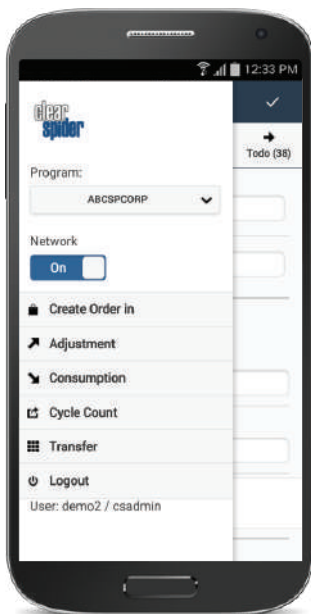 12:33 PM
clear
spider
Todo (38)
Program:
ABCSPCORP
Network
On
Create Order in
Adjustment
Consumption
Cycle Count
Transfer
Logout
User: demo2 / csadmin